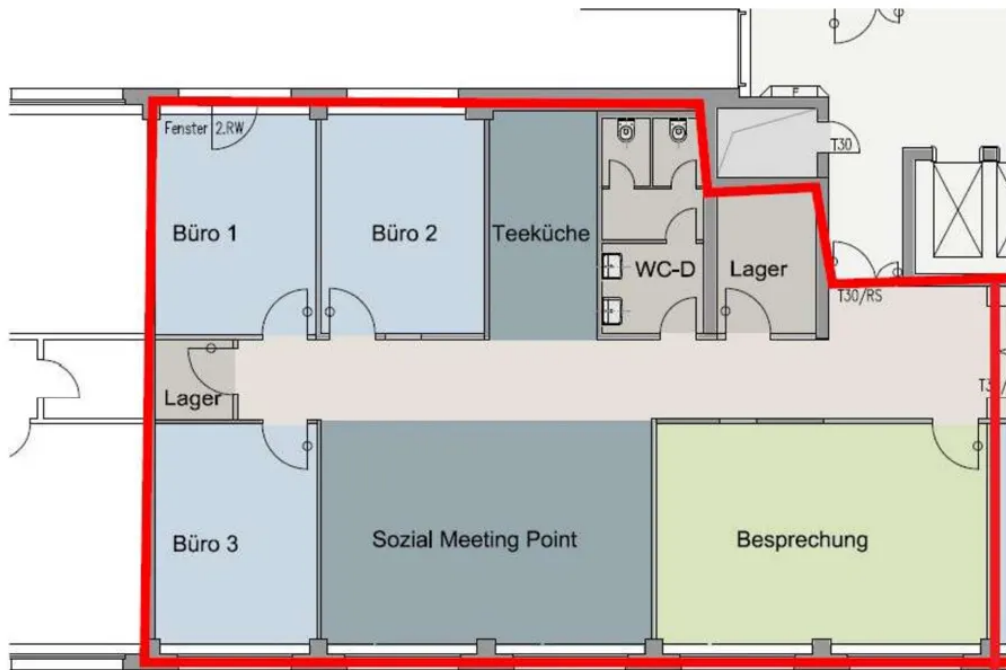 F
Fenster 2.RW
T30
Büro 1
Büro 2
Teeküche
WC-D
Lager
T30/RS
Lager
Büro 3
Sozial Meeting Point
Besprechung